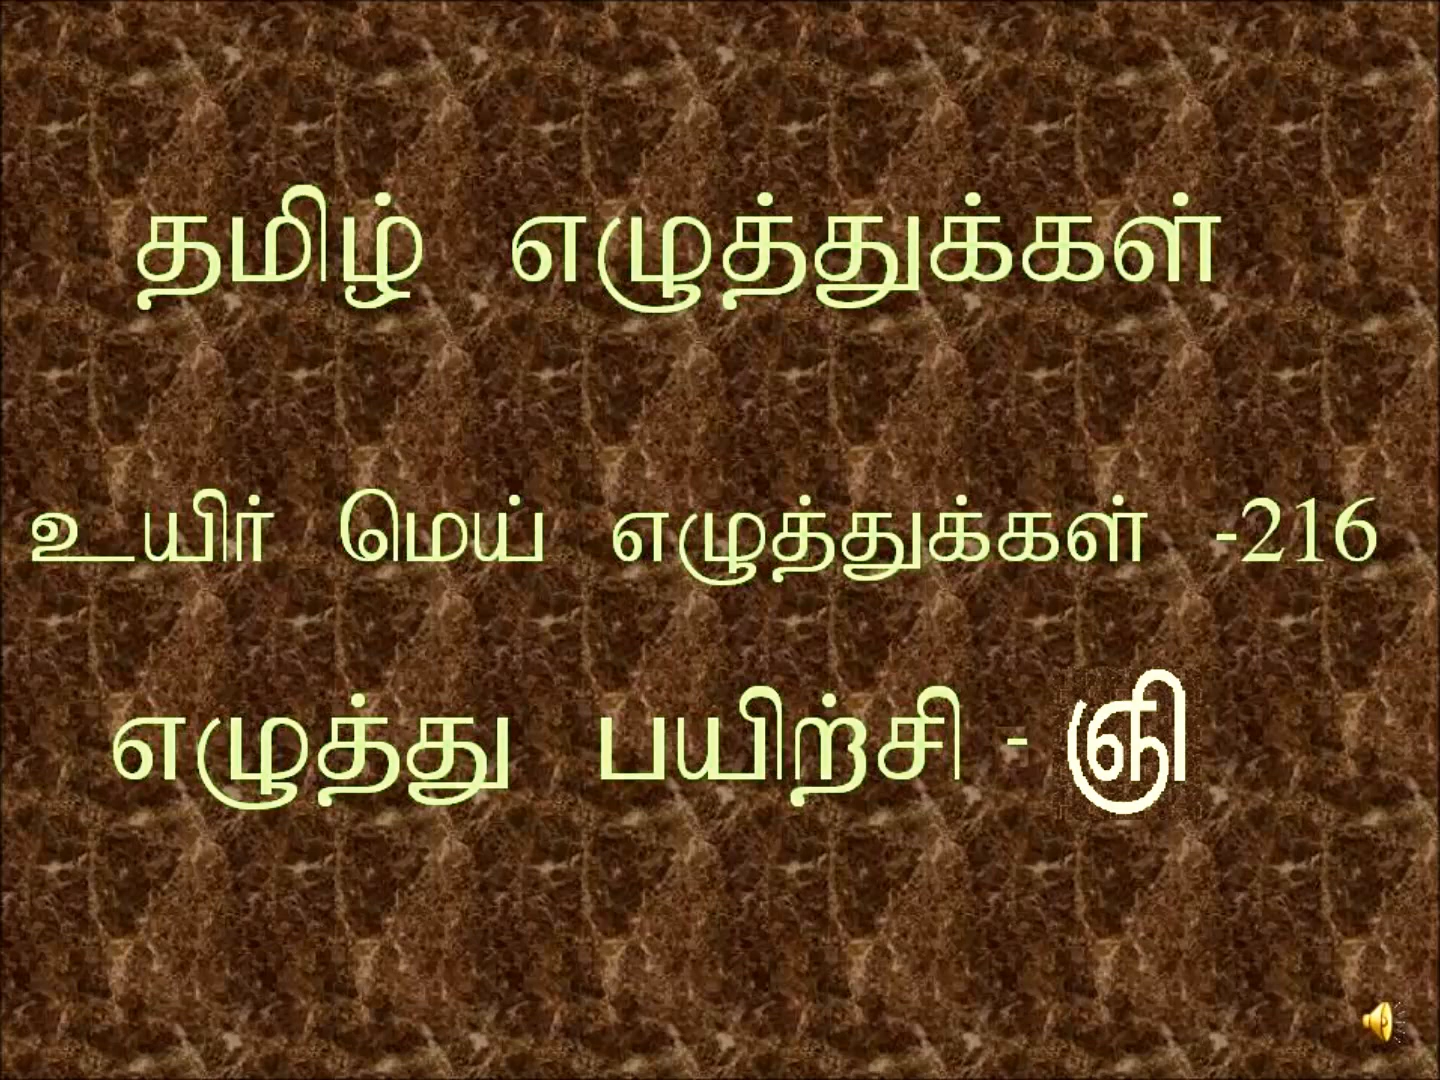 தமிழ் எழுத்துக்கள்
உயிர் மெய் எழுத்துக்கள் -216
எழுத்து பயிற்சி - ஞி